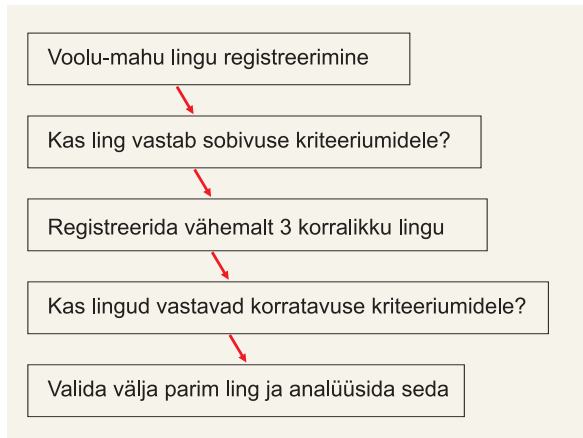 Voolu-mahu lingu registreerimine
Kas ling vastab sobivuse kriteeriumidele?
Registreerida vähemalt 3 korralikku lingu
Kas lingud vastavad korratavuse kriteeriumidele?
Valida välja parim ling ja analüüsida seda